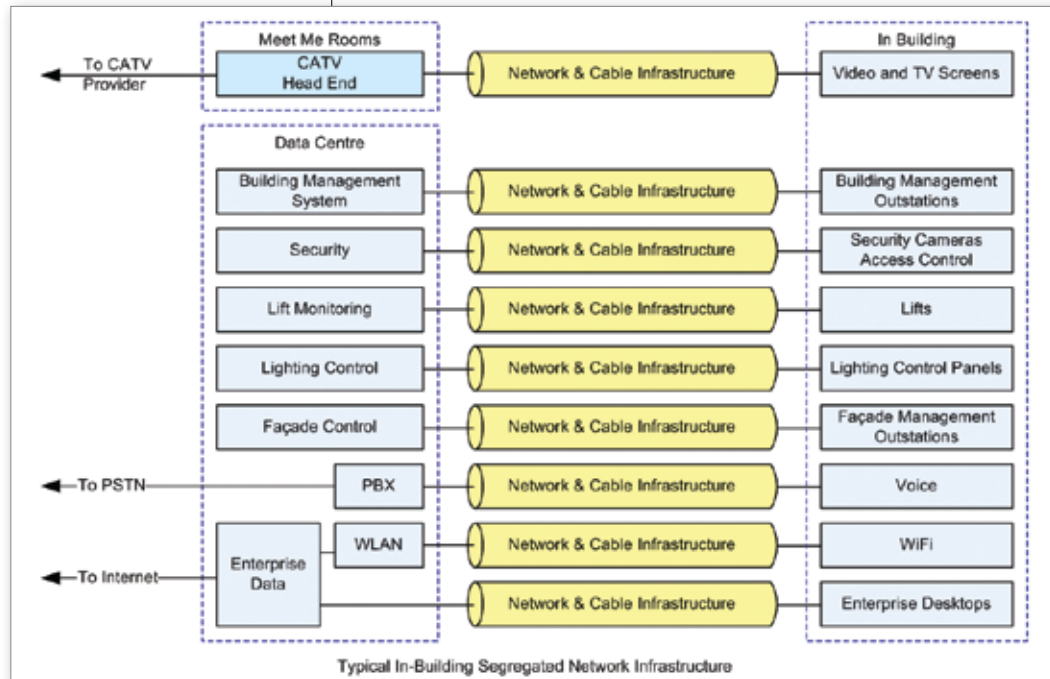 Meet Me Rooms
In Building
To CATV
Provider
CATV
Head End
Network & Cable Infrastructure
Video and TV Screens
Data Centre
Building Management
System
Network & Cable Infrastructure
Building Management
Outstations
Security
Network & Cable Infrastructure
Security Cameras
Access Control
Lift Monitoring
Network & Cable Infrastructure
Lifts
Lighting Control
Network & Cable Infrastructure
Lighting Control Panels
Façade Control
Network & Cable Infrastructure
Façade Management
Outstations
To PSTN
PBX
Network & Cable Infrastructure
Voice
WLAN
Network & Cable Infrastructure
WiFi
To Internet
Enterprise
Data
Network & Cable Infrastructure
Enterprise Desktops
Typical In-Building Segregated Network Infrastructure